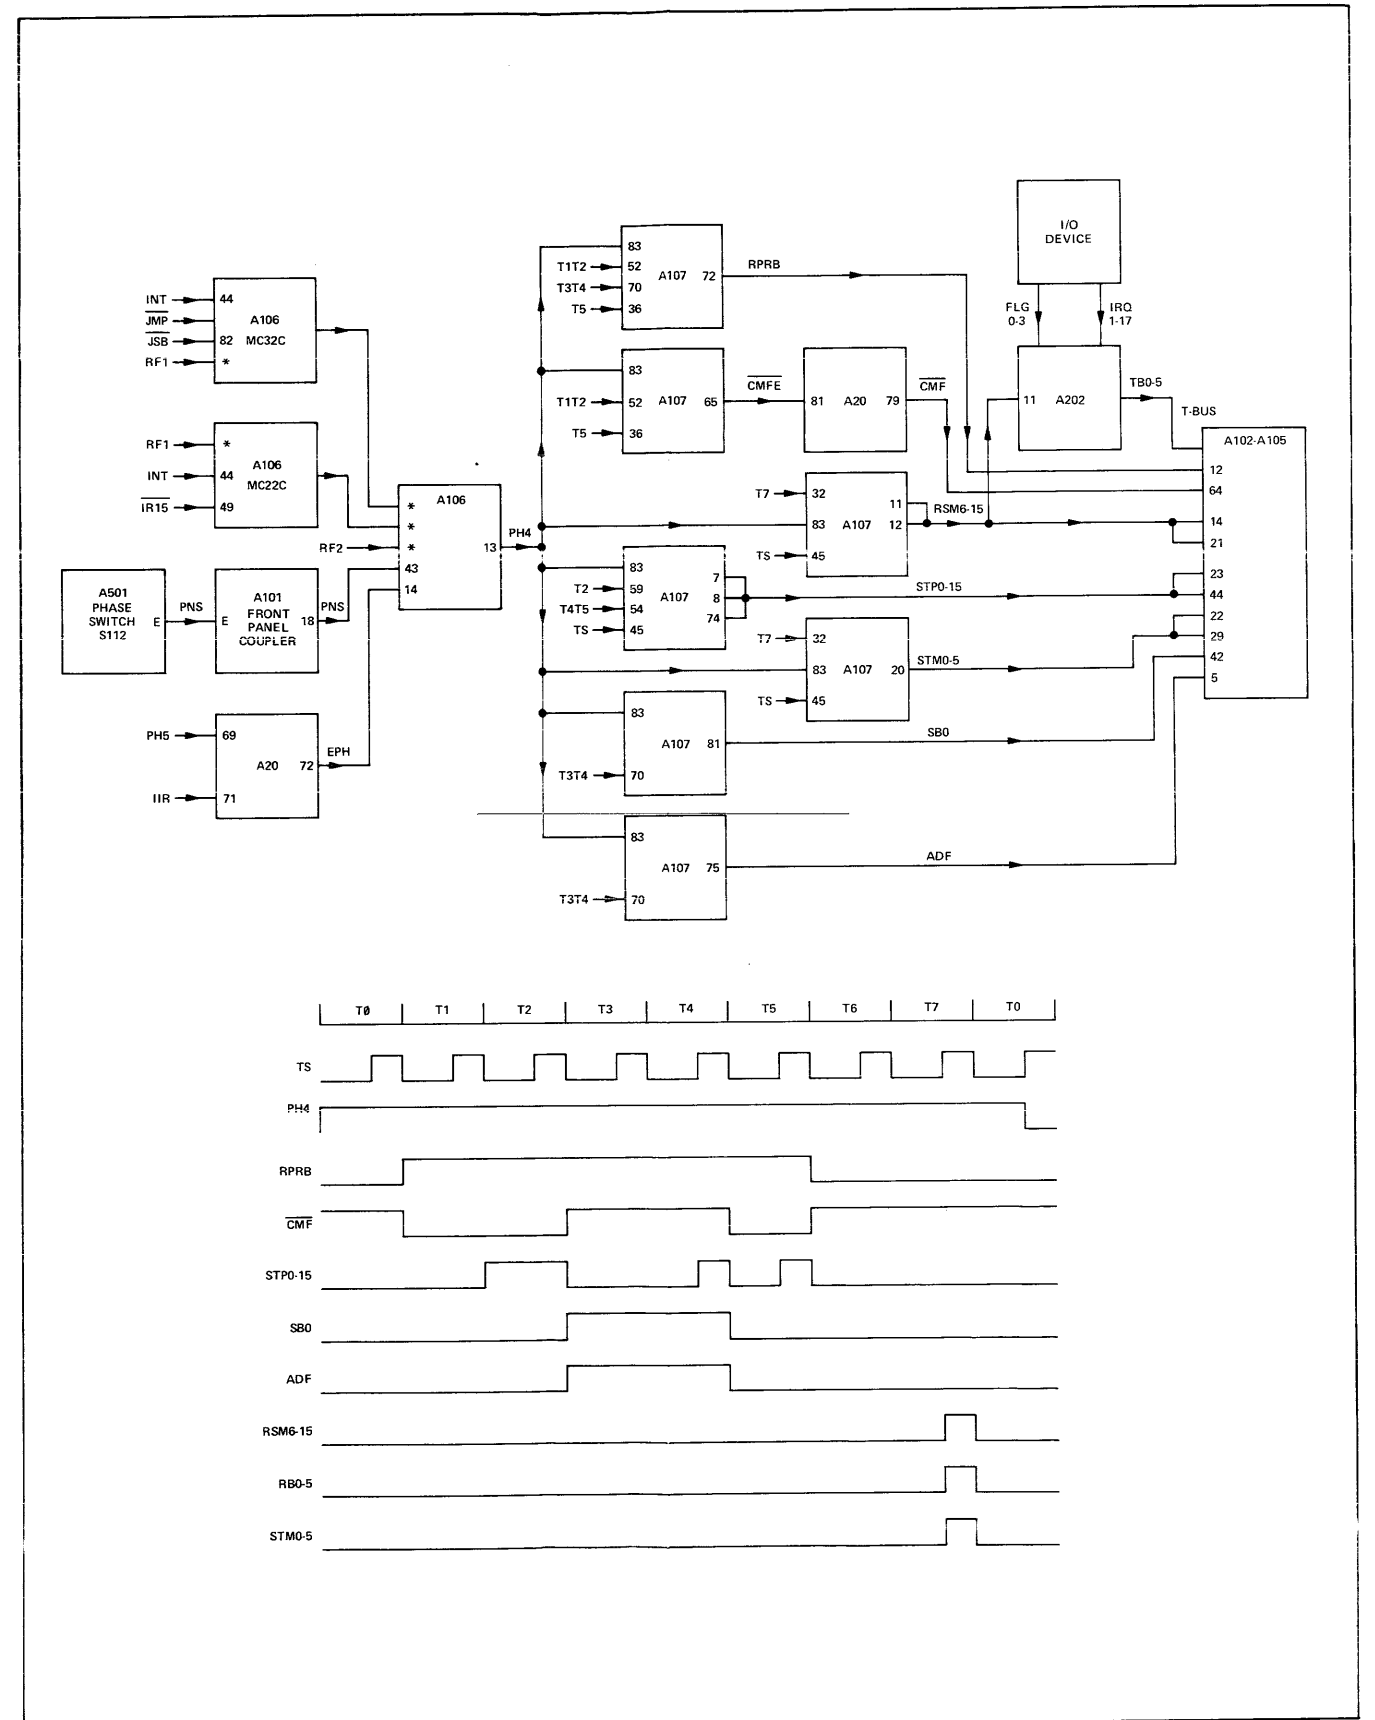 I/O
DEVICE
FLG
0-3
IRQ
1-17
11 A202
TB0-5
T-BUS
A102-A105
12
64
14
21
23
44
22
29
42
5
INT 44
JMP
JSB 82
RF1 *
A106
MC32C
RF1 *
INT 44
IR15 49
A106
MC22C
A501
PHASE
SWITCH
S112
E
PNS
E
A101
FRONT
PANEL
COUPLER
18
PNS
PH5 69
A20 72
IIR 71
EPH
A106
*
*
RF2 *
43
14
13
PH4
83
T1T2 52
T3T4 70
T5 36
A107 72
RPRB
83
T1T2 52
T5 36
A107 65
CMFE
81 A20 79
CMF
T7 32
83
TS 45
A107
11
12
RSM6-15
83
T2 59
T4T5 54
TS 45
A107
7
8
74
STP0-15
T7 32
83 A107 20
TS 45
STM0-5
83
A107 81
T3T4 70
SB0
83
A107 75
T3T4 70
ADF
TØ T1 T2 T3 T4 T5 T6 T7 T0
TS
PH4
RPRB
CMF
STP0-15
SB0
ADF
RSM6-15
RB0-5
STM0-5